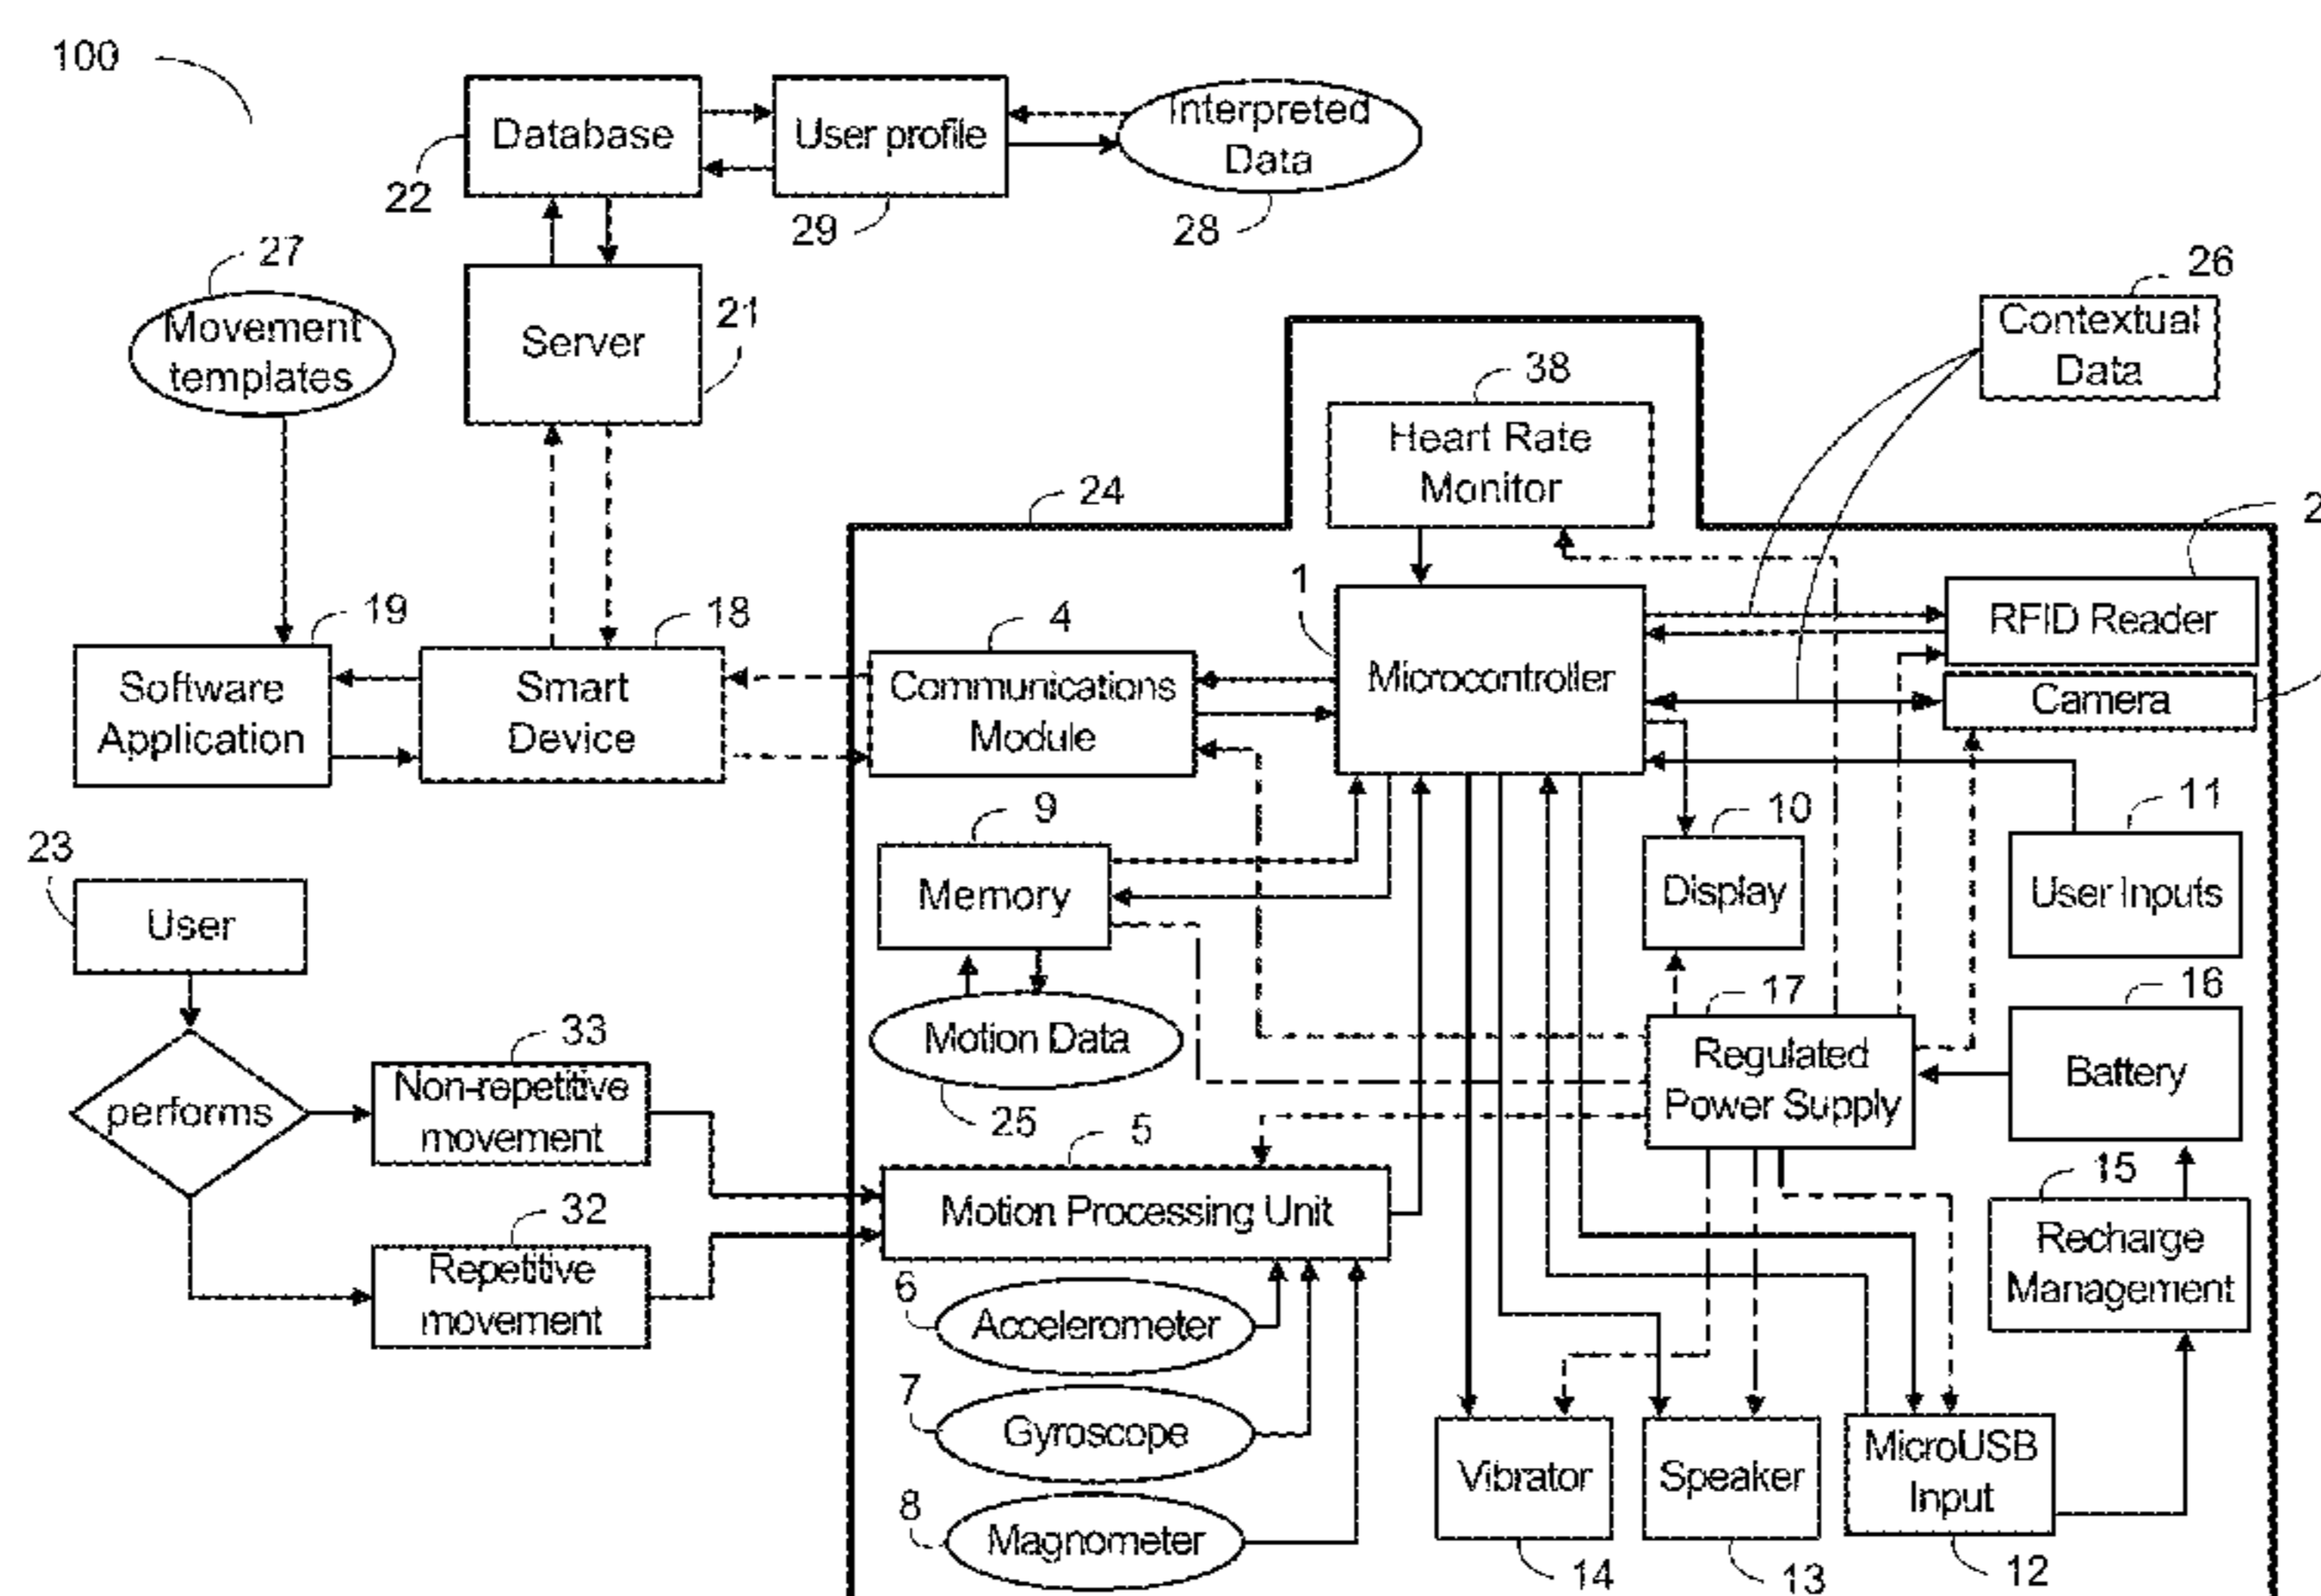 100
Database
User profile
Interpreted
Data
22
29
28
27
Movement
templates
Server
21
26
Contextual
Data
38
Heart Rate
Monitor
24
2
1
Microcontroller
RFID Reader
Camera
19
Software
Application
18
Smart
Device
4
Communications
Module
9
Memory
10
Display
11
User Inputs
23
User
performs
33
Non-repetitive
movement
32
Repetitive
movement
Motion Data
25
17
Regulated
Power Supply
16
Battery
5
Motion Processing Unit
15
Recharge
Management
6
Accelerometer
7
Gyroscope
8
Magnometer
Vibrator
14
Speaker
13
MicroUSB
Input
12